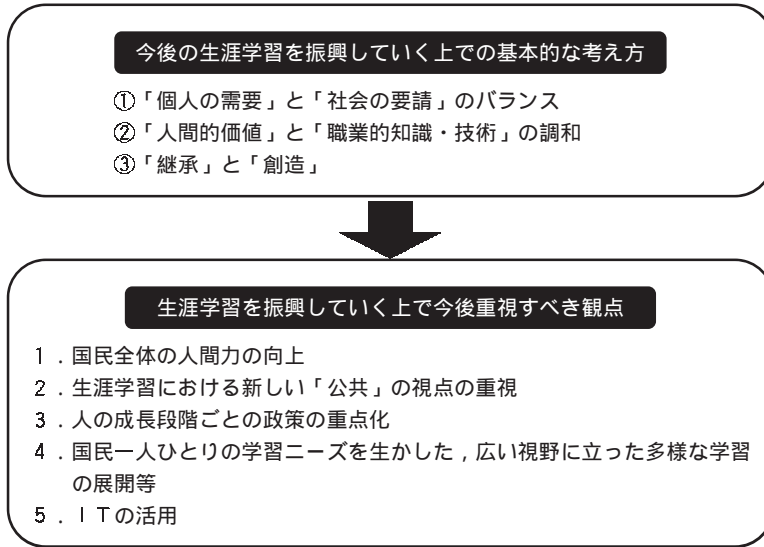 今後の生涯学習を振興していく上での基本的な考え方
①「個人の需要」と「社会の要請」のバランス
②「人間的価値」と「職業的知識・技術」の調和
③「継承」と「創造」
生涯学習を振興していく上で今後重視すべき観点
1．国民全体の人間力の向上
2．生涯学習における新しい「公共」の視点の重視
3．人の成長段階ごとの政策の重点化
4．国民一人ひとりの学習ニーズを生かした，広い視野に立った多様な学習
の展開等
5．ＩＴの活用